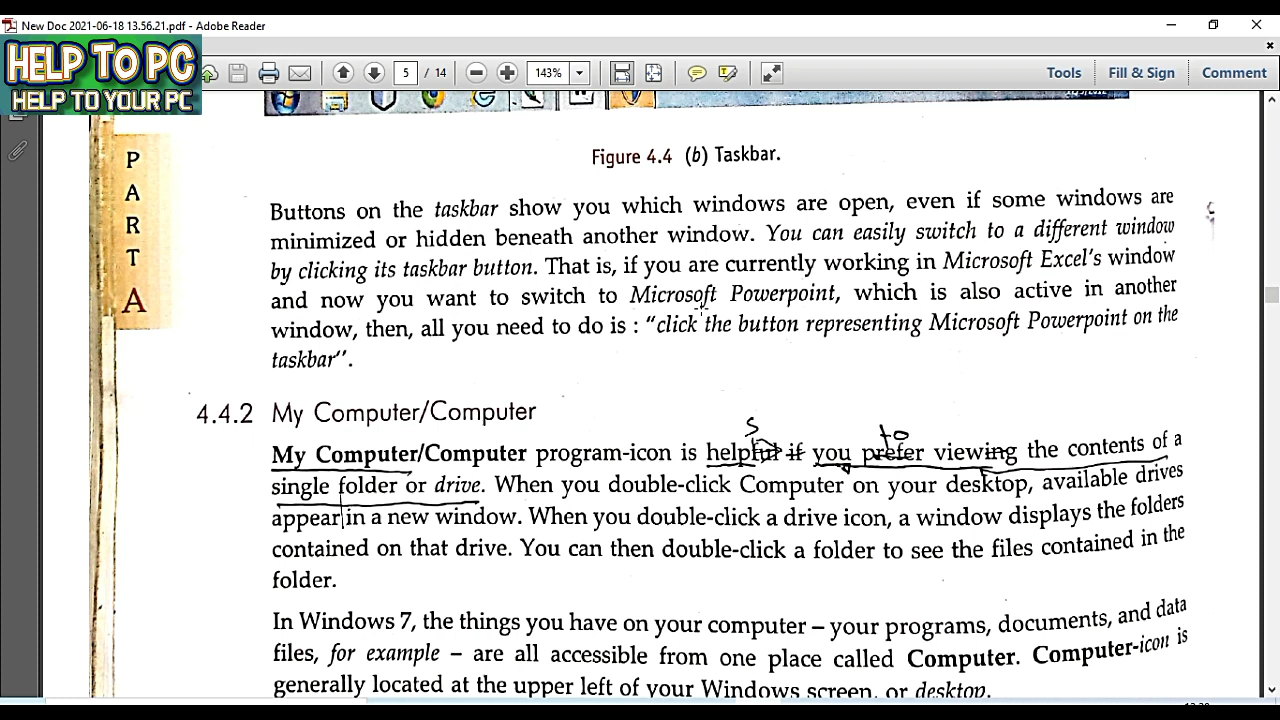 New Doc 2021-06-18 13.56.21.pdf - Adobe Reader
HELP TO PC
HELP TO YOUR PC
5 / 14
143%
Tools
Fill & Sign
Comment
Figure 4.4 (b) Taskbar.
P
A
R
T
A
Buttons on the taskbar show you which windows are open, even if some windows are
minimized or hidden beneath another window. You can easily switch to a different window
by clicking its taskbar button. That is, if you are currently working in Microsoft Excel's window
and now you want to switch to Microsoft Powerpoint, which is also active in another
window, then, all you need to do is : "click the button representing Microsoft Powerpoint on the
taskbar".
4.4.2 My Computer/Computer
s to
My Computer/Computer program-icon is helpful if you prefer viewing the contents of a
single folder or drive. When you double-click Computer on your desktop, available drives
appear in a new window. When you double-click a drive icon, a window displays the folders
contained on that drive. You can then double-click a folder to see the files contained in the
folder.
In Windows 7, the things you have on your computer – your programs, documents, and data
files, for example – are all accessible from one place called Computer. Computer-icon is
generally located at the upper left of your Windows screen, or desktop.